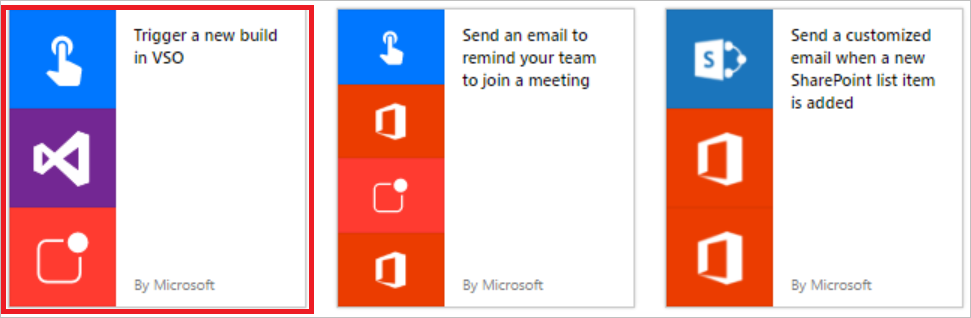 Trigger a new build
in VSO
By Microsoft
Send an email to
remind your team
to join a meeting
By Microsoft
S
Send a customized
email when a new
SharePoint list item
is added
By Microsoft